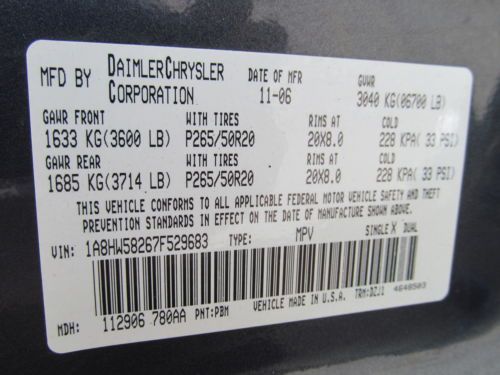 MFD BY DAIMLERCHRYSLER CORPORATION DATE OF MFR 11-06 GVWR 3040 KG(06700 LB)
GAWR FRONT WITH TIRES RIMS AT COLD
1633 KG(3600 LB) P265/50R20 20X8.0 228 KPA( 33 PSI)
GAWR REAR WITH TIRES RIMS AT COLD
1685 KG(3714 LB) P265/50R20 20X8.0 228 KPA( 33 PSI)
THIS VEHICLE CONFORMS TO ALL APPLICABLE FEDERAL MOTOR VEHICLE SAFETY AND THEFT
PREVENTION STANDARDS IN EFFECT ON THE DATE OF MANUFACTURE SHOWN ABOVE.
VIN: 1A8HW58267F529683 TYPE: MPV SINGLE X DUAL
MDH: 112906 780AA PNT:PBM VEHICLE MADE IN U.S.A. TRM:DZJ1 4648503